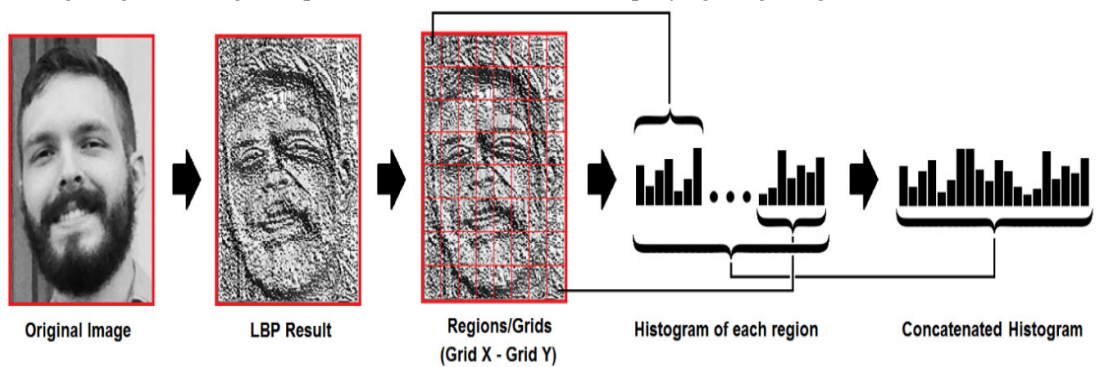 Original Image
LBP Result
Regions/Grids
(Grid X - Grid Y)
Histogram of each region
Concatenated Histogram